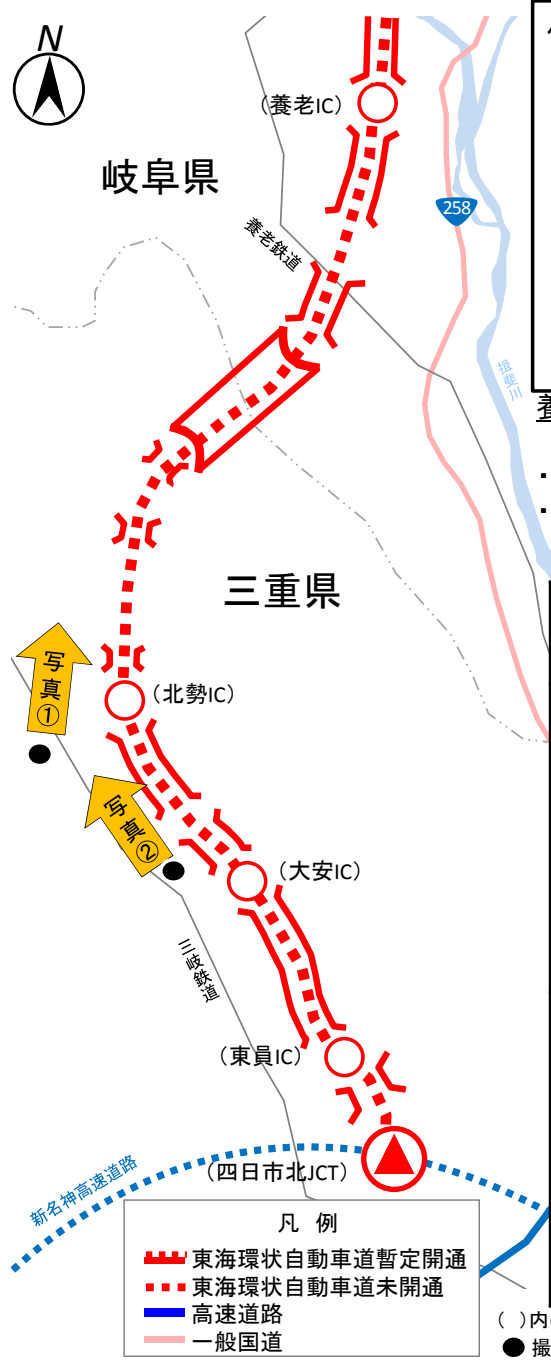 N
(養老IC)
岐阜県
258
養老鉄道
揖斐川
三重県
写真①
(北勢IC)
写真②
(大安IC)
三岐鉄道
(東員IC)
(四日市北JCT)
新名神高速道路
凡 例
東海環状自動車道暫定開通
東海環状自動車道未開通
高速道路
一般国道
( )内
● 撮